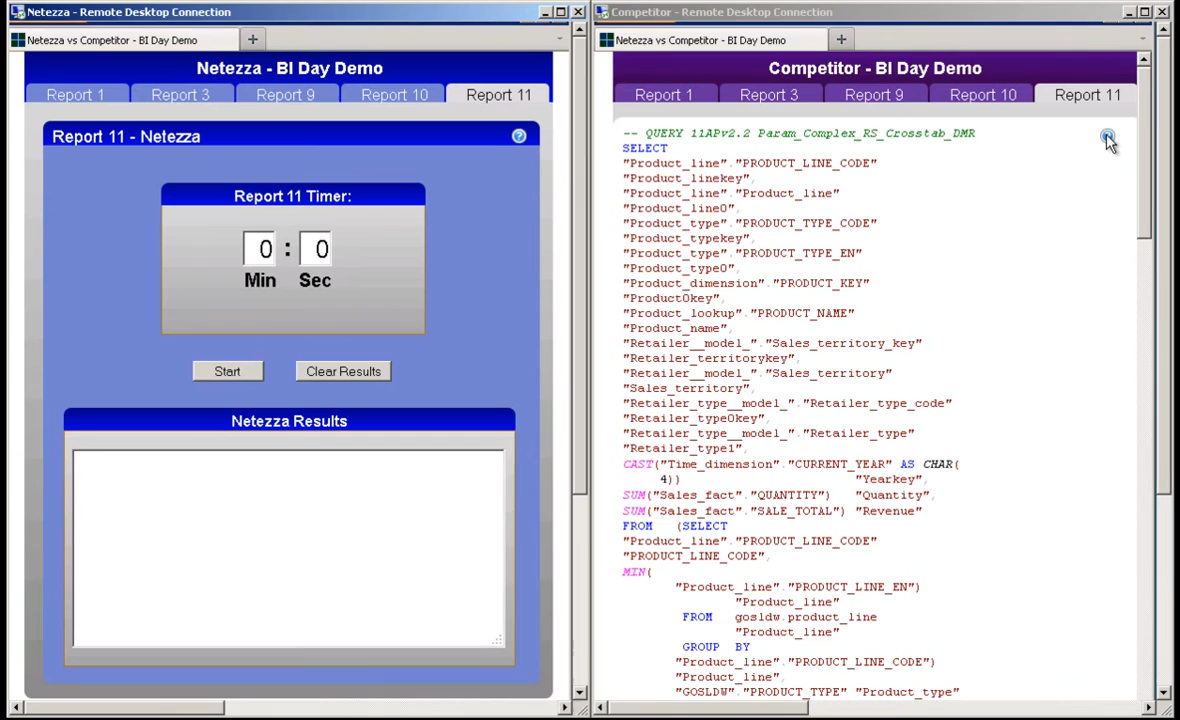 Netezza - Remote Desktop Connection
Netezza vs Competitor - BI Day Demo
Netezza - BI Day Demo
Report 1
Report 3
Report 9
Report 10
Report 11
Report 11 - Netezza
Report 11 Timer:
0 : 0
Min Sec
Start
Clear Results
Netezza Results
Competitor - Remote Desktop Connection
Netezza vs Competitor - BI Day Demo
Competitor - BI Day Demo
Report 1
Report 3
Report 9
Report 10
Report 11
-- QUERY 11APv2.2 Param_Complex_RS_Crosstab_DMR
SELECT
"Product_line"."PRODUCT_LINE_CODE"
"Product_linekey",
"Product_line"."Product_line"
"Product_line0",
"Product_type"."PRODUCT_TYPE_CODE"
"Product_typekey",
"Product_type"."PRODUCT_TYPE_EN"
"Product_type0",
"Product_dimension"."PRODUCT_KEY"
"Product0key",
"Product_lookup"."PRODUCT_NAME"
"Product_name",
"Retailer__model_"."Sales_territory_key"
"Retailer_territorykey",
"Retailer__model_"."Sales_territory"
"Sales_territory",
"Retailer_type__model_"."Retailer_type_code"
"Retailer_type0key",
"Retailer_type__model_"."Retailer_type"
"Retailer_type1",
CAST("Time_dimension"."CURRENT_YEAR" AS CHAR(
4)) "Yearkey",
SUM("Sales_fact"."QUANTITY") "Quantity",
SUM("Sales_fact"."SALE_TOTAL") "Revenue"
FROM (SELECT
"Product_line"."PRODUCT_LINE_CODE"
"PRODUCT_LINE_CODE",
MIN(
"Product_line"."PRODUCT_LINE_EN")
"Product_line"
FROM gosldw.product_line
"Product_line"
GROUP BY
"Product_line"."PRODUCT_LINE_CODE")
"Product_line",
"GOSLDW"."PRODUCT_TYPE" "Product_type"